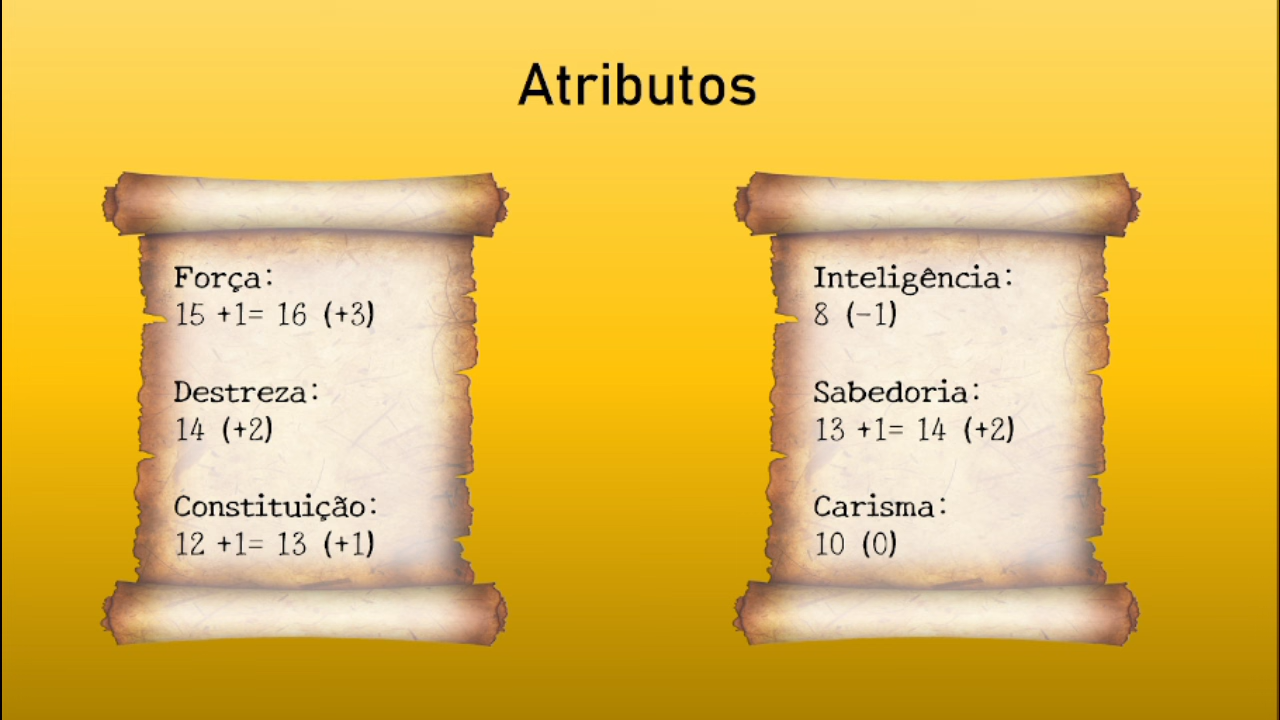 Atributos
Força:
15 +1= 16 (+3)
Destreza:
14 (+2)
Constituição:
12 +1= 13 (+1)
Inteligência:
8 (-1)
Sabedoria:
13 +1= 14 (+2)
Carisma:
10 (0)